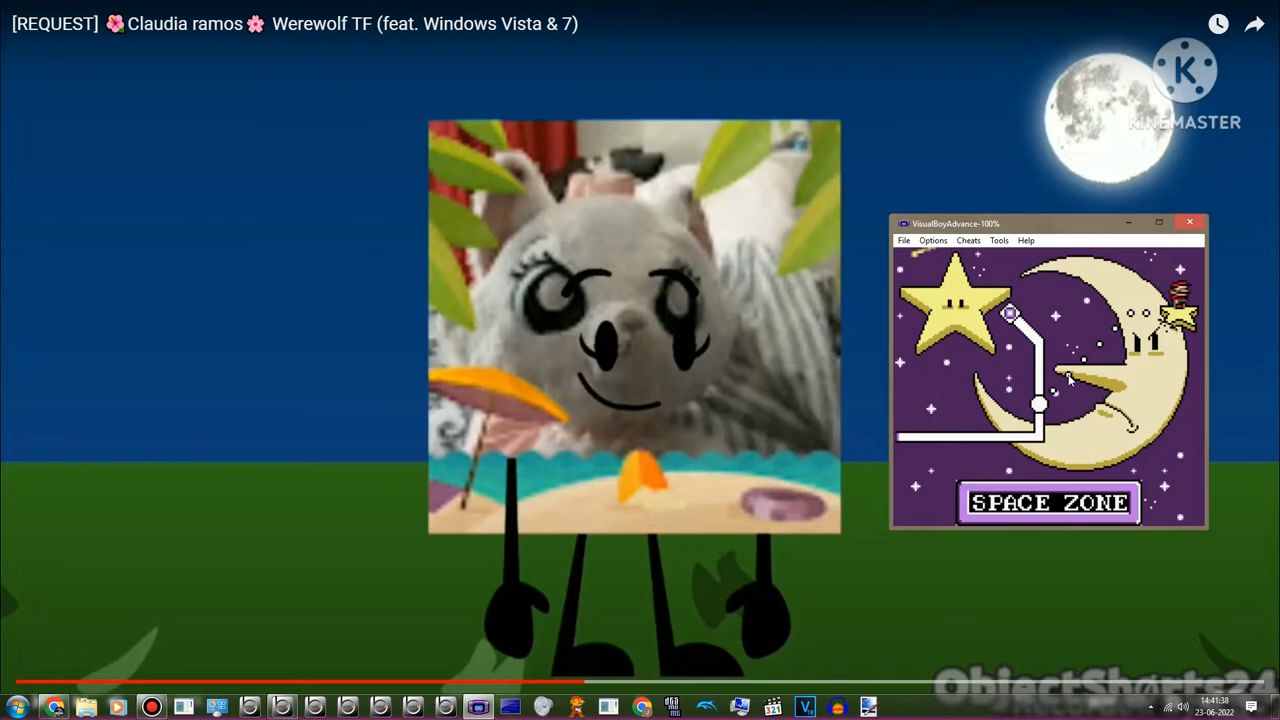 [REQUEST] 🌺Claudia ramos🌸 Werewolf TF (feat. Windows Vista & 7)
K
KINEMASTER
VisualBoyAdvance-100%
File Options Cheats Tools Help
SPACE ZONE
ObjectShorts24
14:41:38
23-06-2022